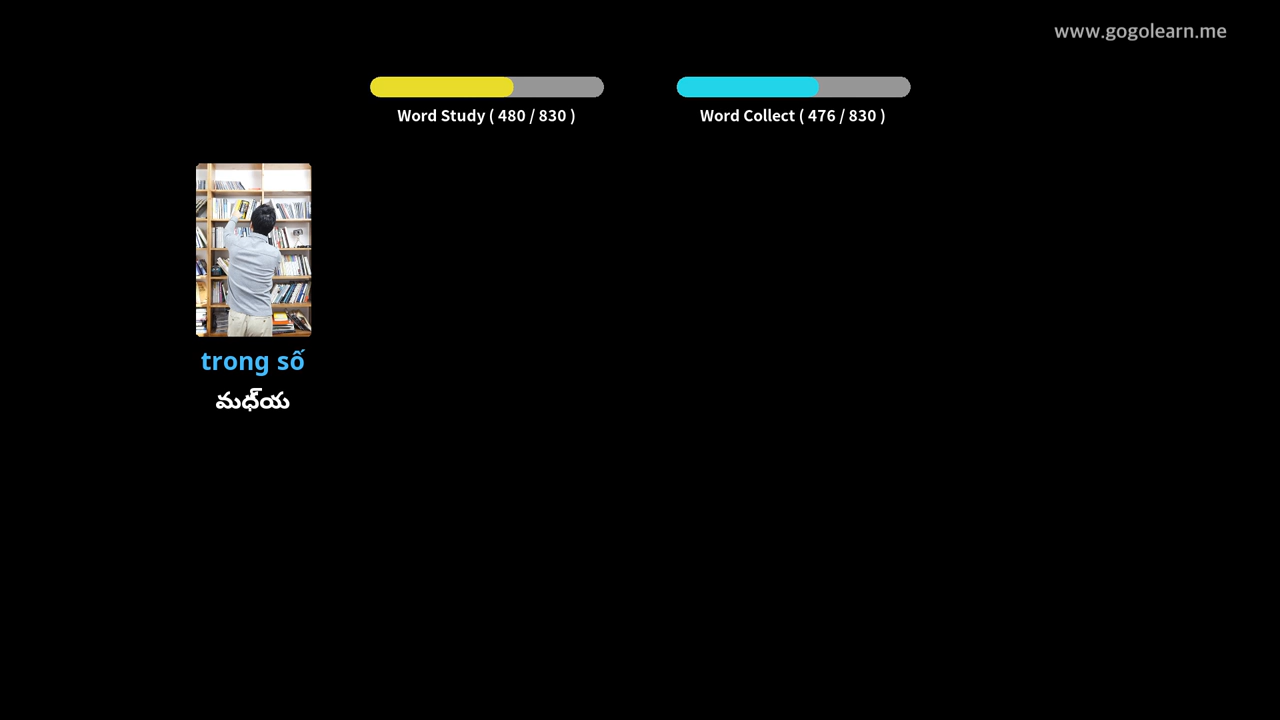 www.gogolearn.me
Word Study ( 480 / 830 )
Word Collect ( 476 / 830 )
trong số
మధ్య